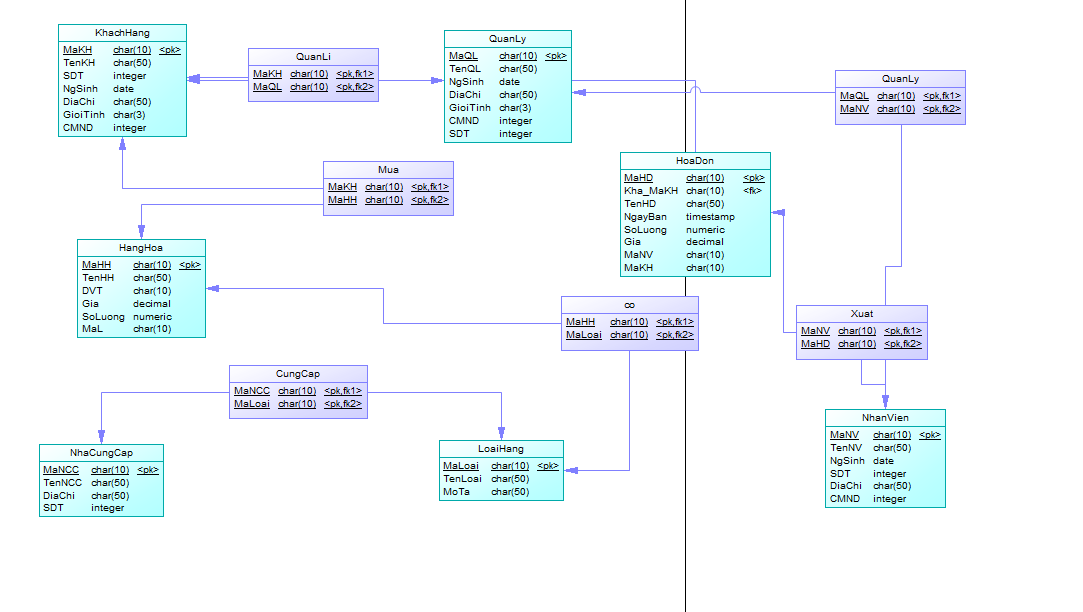 KhachHang
MaKH char(10) <pk>
TenKH char(50)
SDT integer
NgSinh date
DiaChi char(50)
GioiTinh char(3)
CMND integer
QuanLi
MaKH char(10) <pk,fk1>
MaQL char(10) <pk,fk2>
QuanLy
MaQL char(10) <pk>
TenQL char(50)
NgSinh date
DiaChi char(50)
GioiTinh char(3)
CMND integer
SDT integer
QuanLy
MaQL char(10) <pk,fk1>
MaNV char(10) <pk,fk2>
Mua
MaKH char(10) <pk,fk1>
MaHH char(10) <pk,fk2>
HoaDon
MaHD char(10) <pk>
Kha_MaKH char(10) <fk>
TenHD char(50)
NgayBan timestamp
SoLuong numeric
Gia decimal
MaNV char(10)
MaKH char(10)
HangHoa
MaHH char(10) <pk>
TenHH char(50)
DVT char(10)
Gia decimal
SoLuong numeric
MaL char(10)
co
MaHH char(10) <pk,fk1>
MaLoai char(10) <pk,fk2>
Xuat
MaNV char(10) <pk,fk1>
MaHD char(10) <pk,fk2>
CungCap
MaNCC char(10) <pk,fk1>
MaLoai char(10) <pk,fk2>
NhaCungCap
MaNCC char(10) <pk>
TenNCC char(50)
DiaChi char(50)
SDT integer
LoaiHang
MaLoai char(10) <pk>
TenLoai char(50)
MoTa char(50)
NhanVien
MaNV char(10) <pk>
TenNV char(50)
NgSinh date
SDT integer
DiaChi char(50)
CMND integer